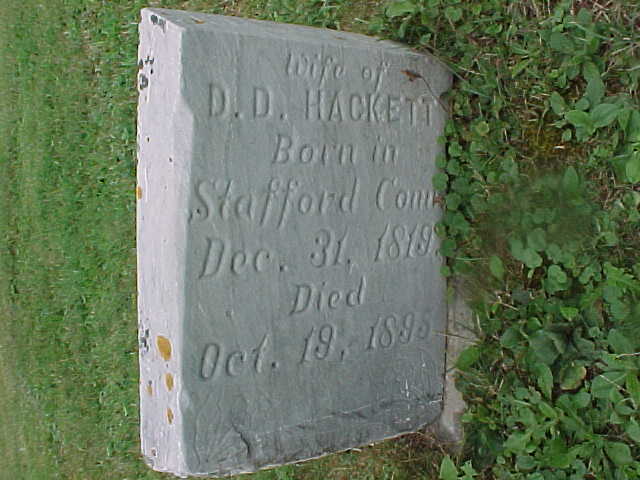 Wife of
D. D. HACKETT
Born in
Stafford Conn.
Dec. 31, 1819.
Died
Oct. 19, 1895